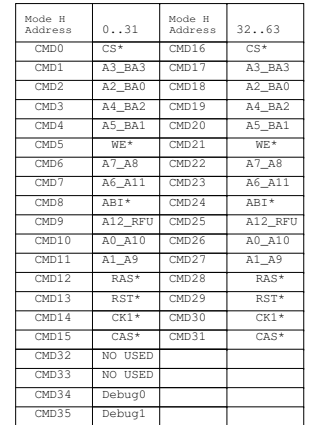 Mode H Address 0..31 Mode H Address 32..63
CMD0 CS* CMD16 CS*
CMD1 A3_BA3 CMD17 A3_BA3
CMD2 A2_BA0 CMD18 A2_BA0
CMD3 A4_BA2 CMD19 A4_BA2
CMD4 A5_BA1 CMD20 A5_BA1
CMD5 WE* CMD21 WE*
CMD6 A7_A8 CMD22 A7_A8
CMD7 A6_A11 CMD23 A6_A11
CMD8 ABI* CMD24 ABI*
CMD9 A12_RFU CMD25 A12_RFU
CMD10 A0_A10 CMD26 A0_A10
CMD11 A1_A9 CMD27 A1_A9
CMD12 RAS* CMD28 RAS*
CMD13 RST* CMD29 RST*
CMD14 CK1* CMD30 CK1*
CMD15 CAS* CMD31 CAS*
CMD32 NO USED
CMD33 NO USED
CMD34 Debug0
CMD35 Debug1